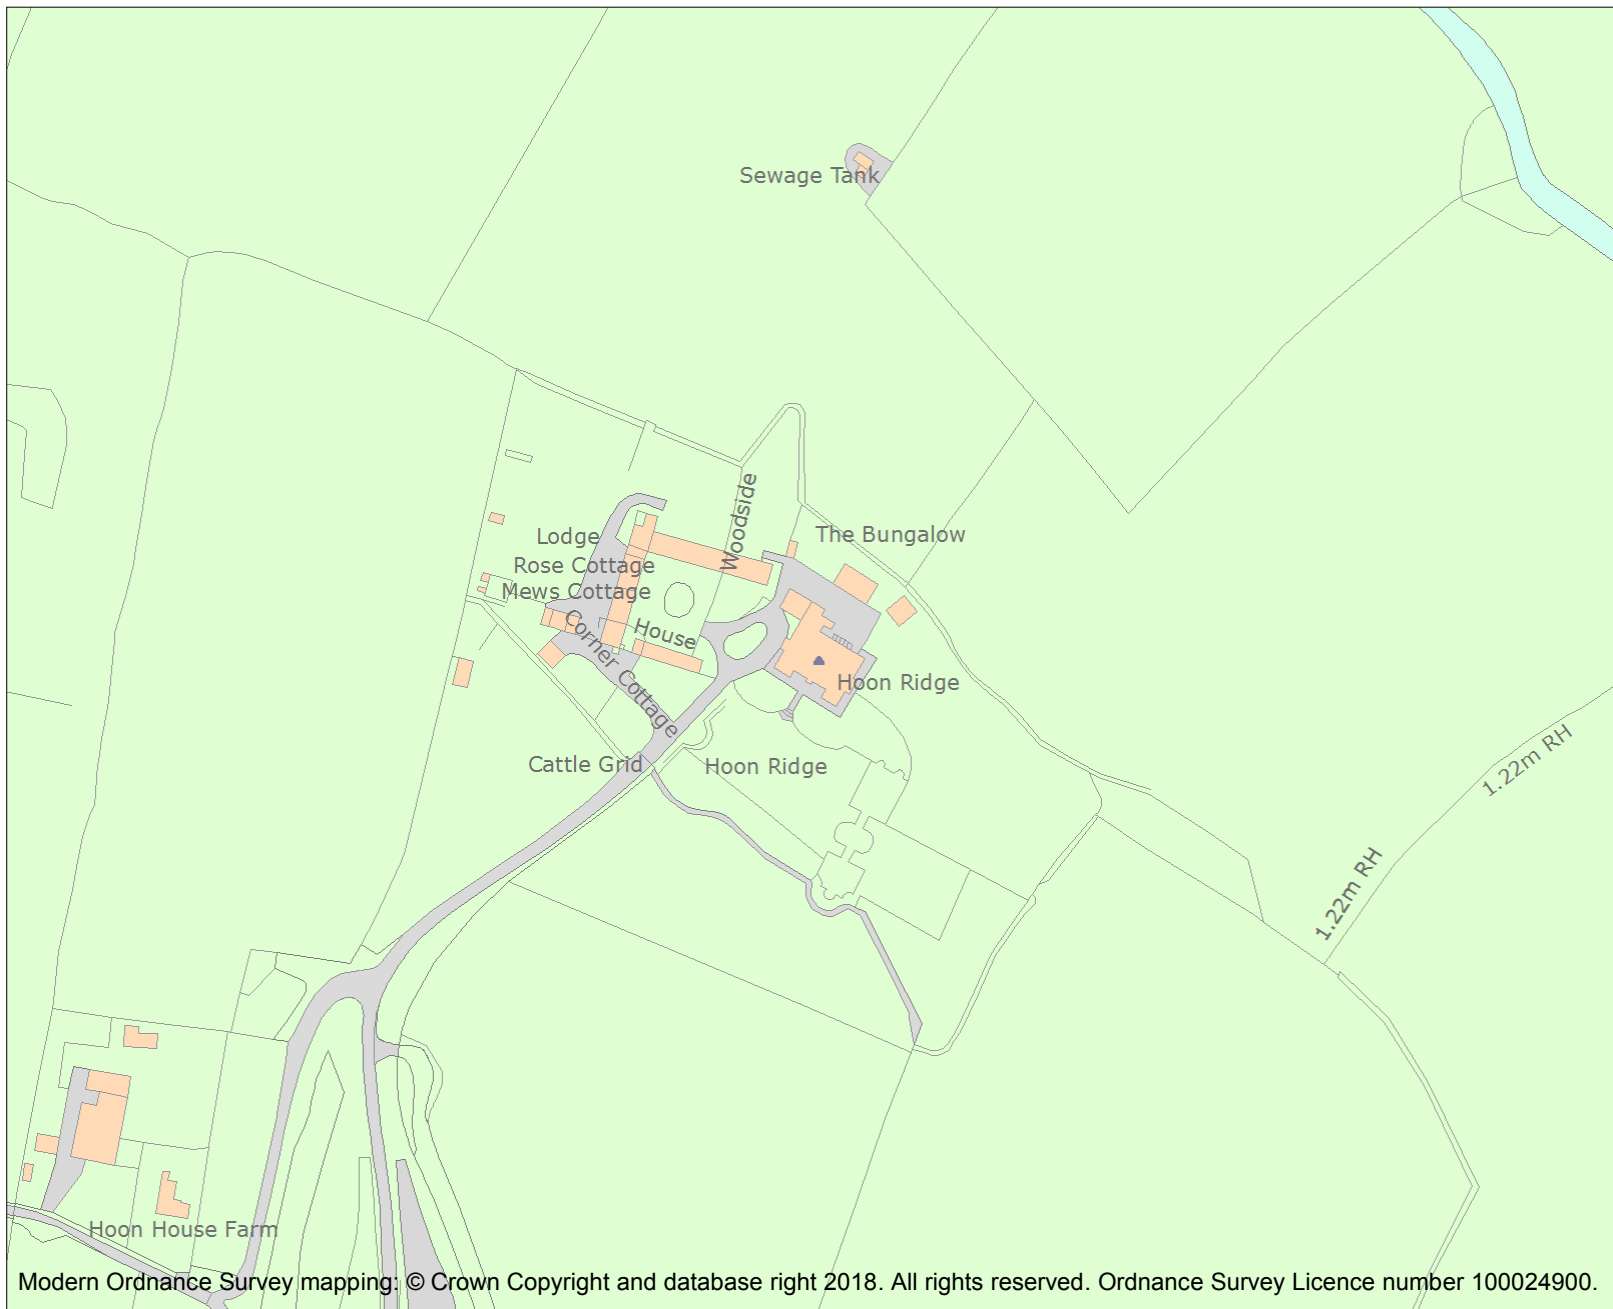 Sewage Tank
Woodside
The Bungalow
Lodge
Rose Cottage
Mews Cottage
Corner Cottage
House
Hoon Ridge
Cattle Grid
Hoon Ridge
1.22m RH
1.22m RH
Hoon House Farm
Modern Ordnance Survey mapping: © Crown Copyright and database right 2018. All rights reserved. Ordnance Survey Licence number 100024900.